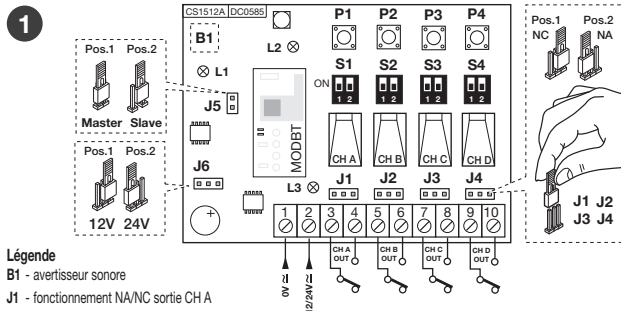 1
CS1512A DC0585
B1
L2
L1
P1 P2 P3 P4
S1 S2 S3 S4
ON
1 2 1 2 1 2 1 2
Pos.1 Pos.2
Master Slave
J5
MODBT
CH A CH B CH C CH D
Pos.1 Pos.2
12V 24V
J6
L3
J1 J2 J3 J4
1 2 3 4 5 6 7 8 9 10
0V
12/24V
CH A OUT
CH B OUT
CH C OUT
CH D OUT
Pos.1 Pos.2
NC NA
J1 J2
J3 J4
Légende
B1 - avertisseur sonore
J1 - fonctionnement NA/NC sortie CH A